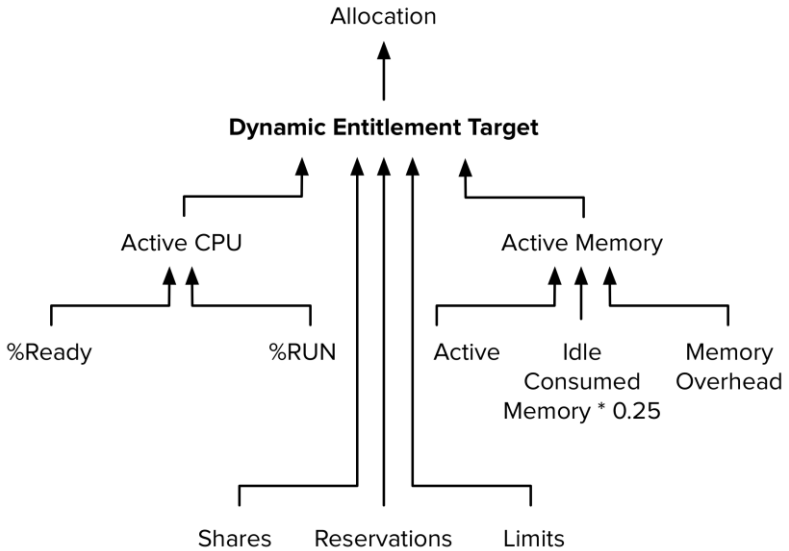 Allocation
Dynamic Entitlement Target
Active CPU
Active Memory
%Ready
%RUN
Active
Idle
Consumed
Memory * 0.25
Memory
Overhead
Shares
Reservations
Limits